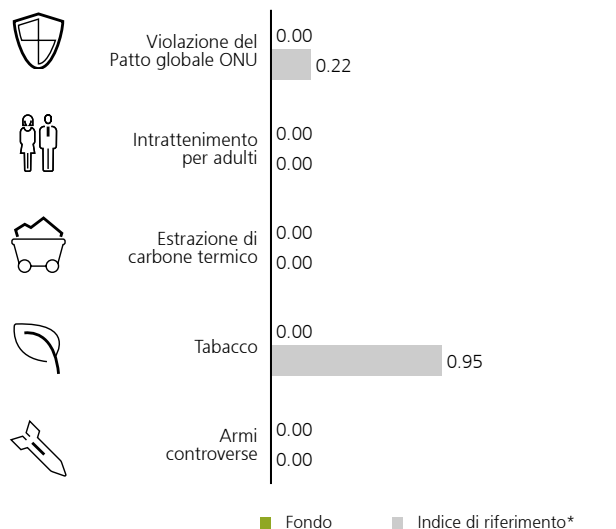 Violazione del
Patto globale ONU
0.00
0.22
Intrattenimento
per adulti
0.00
0.00
Estrazione di
carbone termico
0.00
0.00
Tabacco
0.00
0.95
Armi
controverse
0.00
0.00
Fondo
Indice di riferimento*